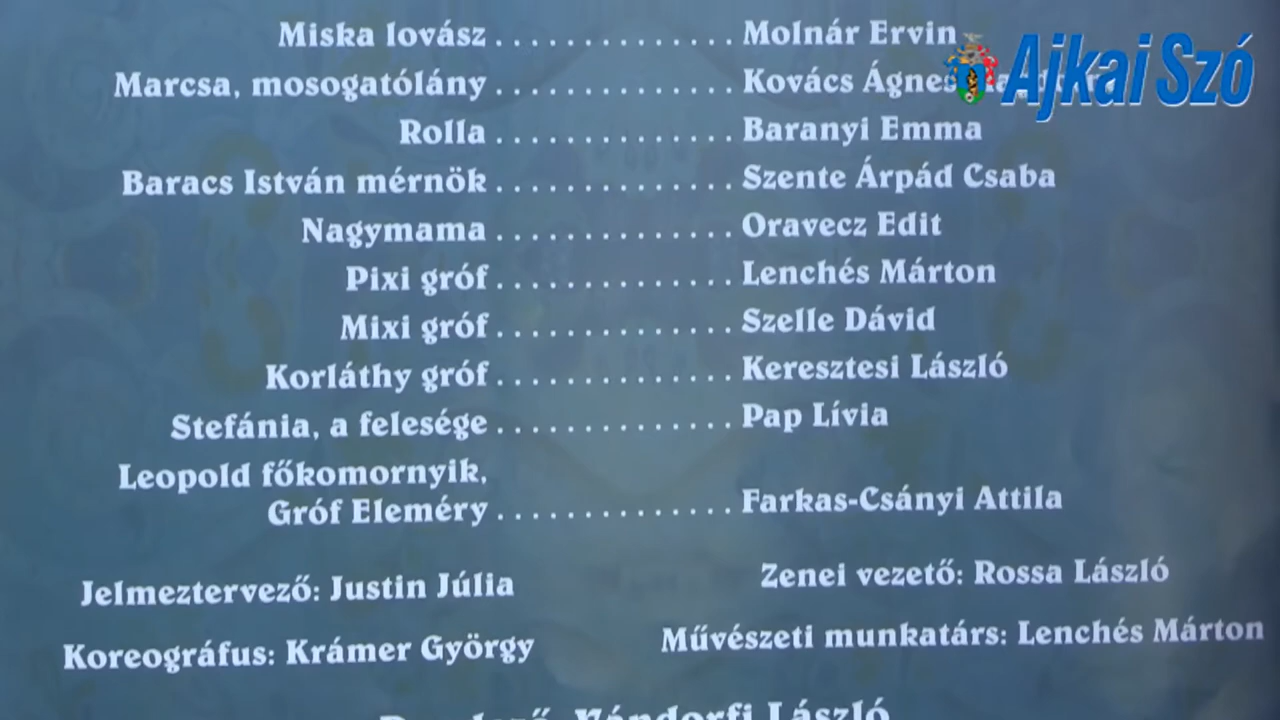 Miska lovász . . . . . . . . . . . . . . Molnár Ervin
Ajkai Szó
Marcsa, mosogatólány . . . . . . . . . . . . . . Kovács Ágnes
Rolla . . . . . . . . . . . . . . Baranyi Emma
Baracs István mérnök . . . . . . . . . . . . . . Szente Árpád Csaba
Nagymama . . . . . . . . . . . . . . Oravecz Edit
Pixi gróf . . . . . . . . . . . . . . Lenchés Márton
Mixi gróf . . . . . . . . . . . . . . Szelle Dávid
Korláthy gróf . . . . . . . . . . . . . . Keresztesi László
Stefánia, a felesége . . . . . . . . . . . . . . Pap Lívia
Leopold főkomornyik,
Gróf Eleméry . . . . . . . . . . . . . . Farkas-Csányi Attila
Jelmeztervező: Justin Júlia
Zenei vezető: Rossa László
Koreográfus: Krámer György
Művészeti munkatárs: Lenchés Márton
Nándorfi László